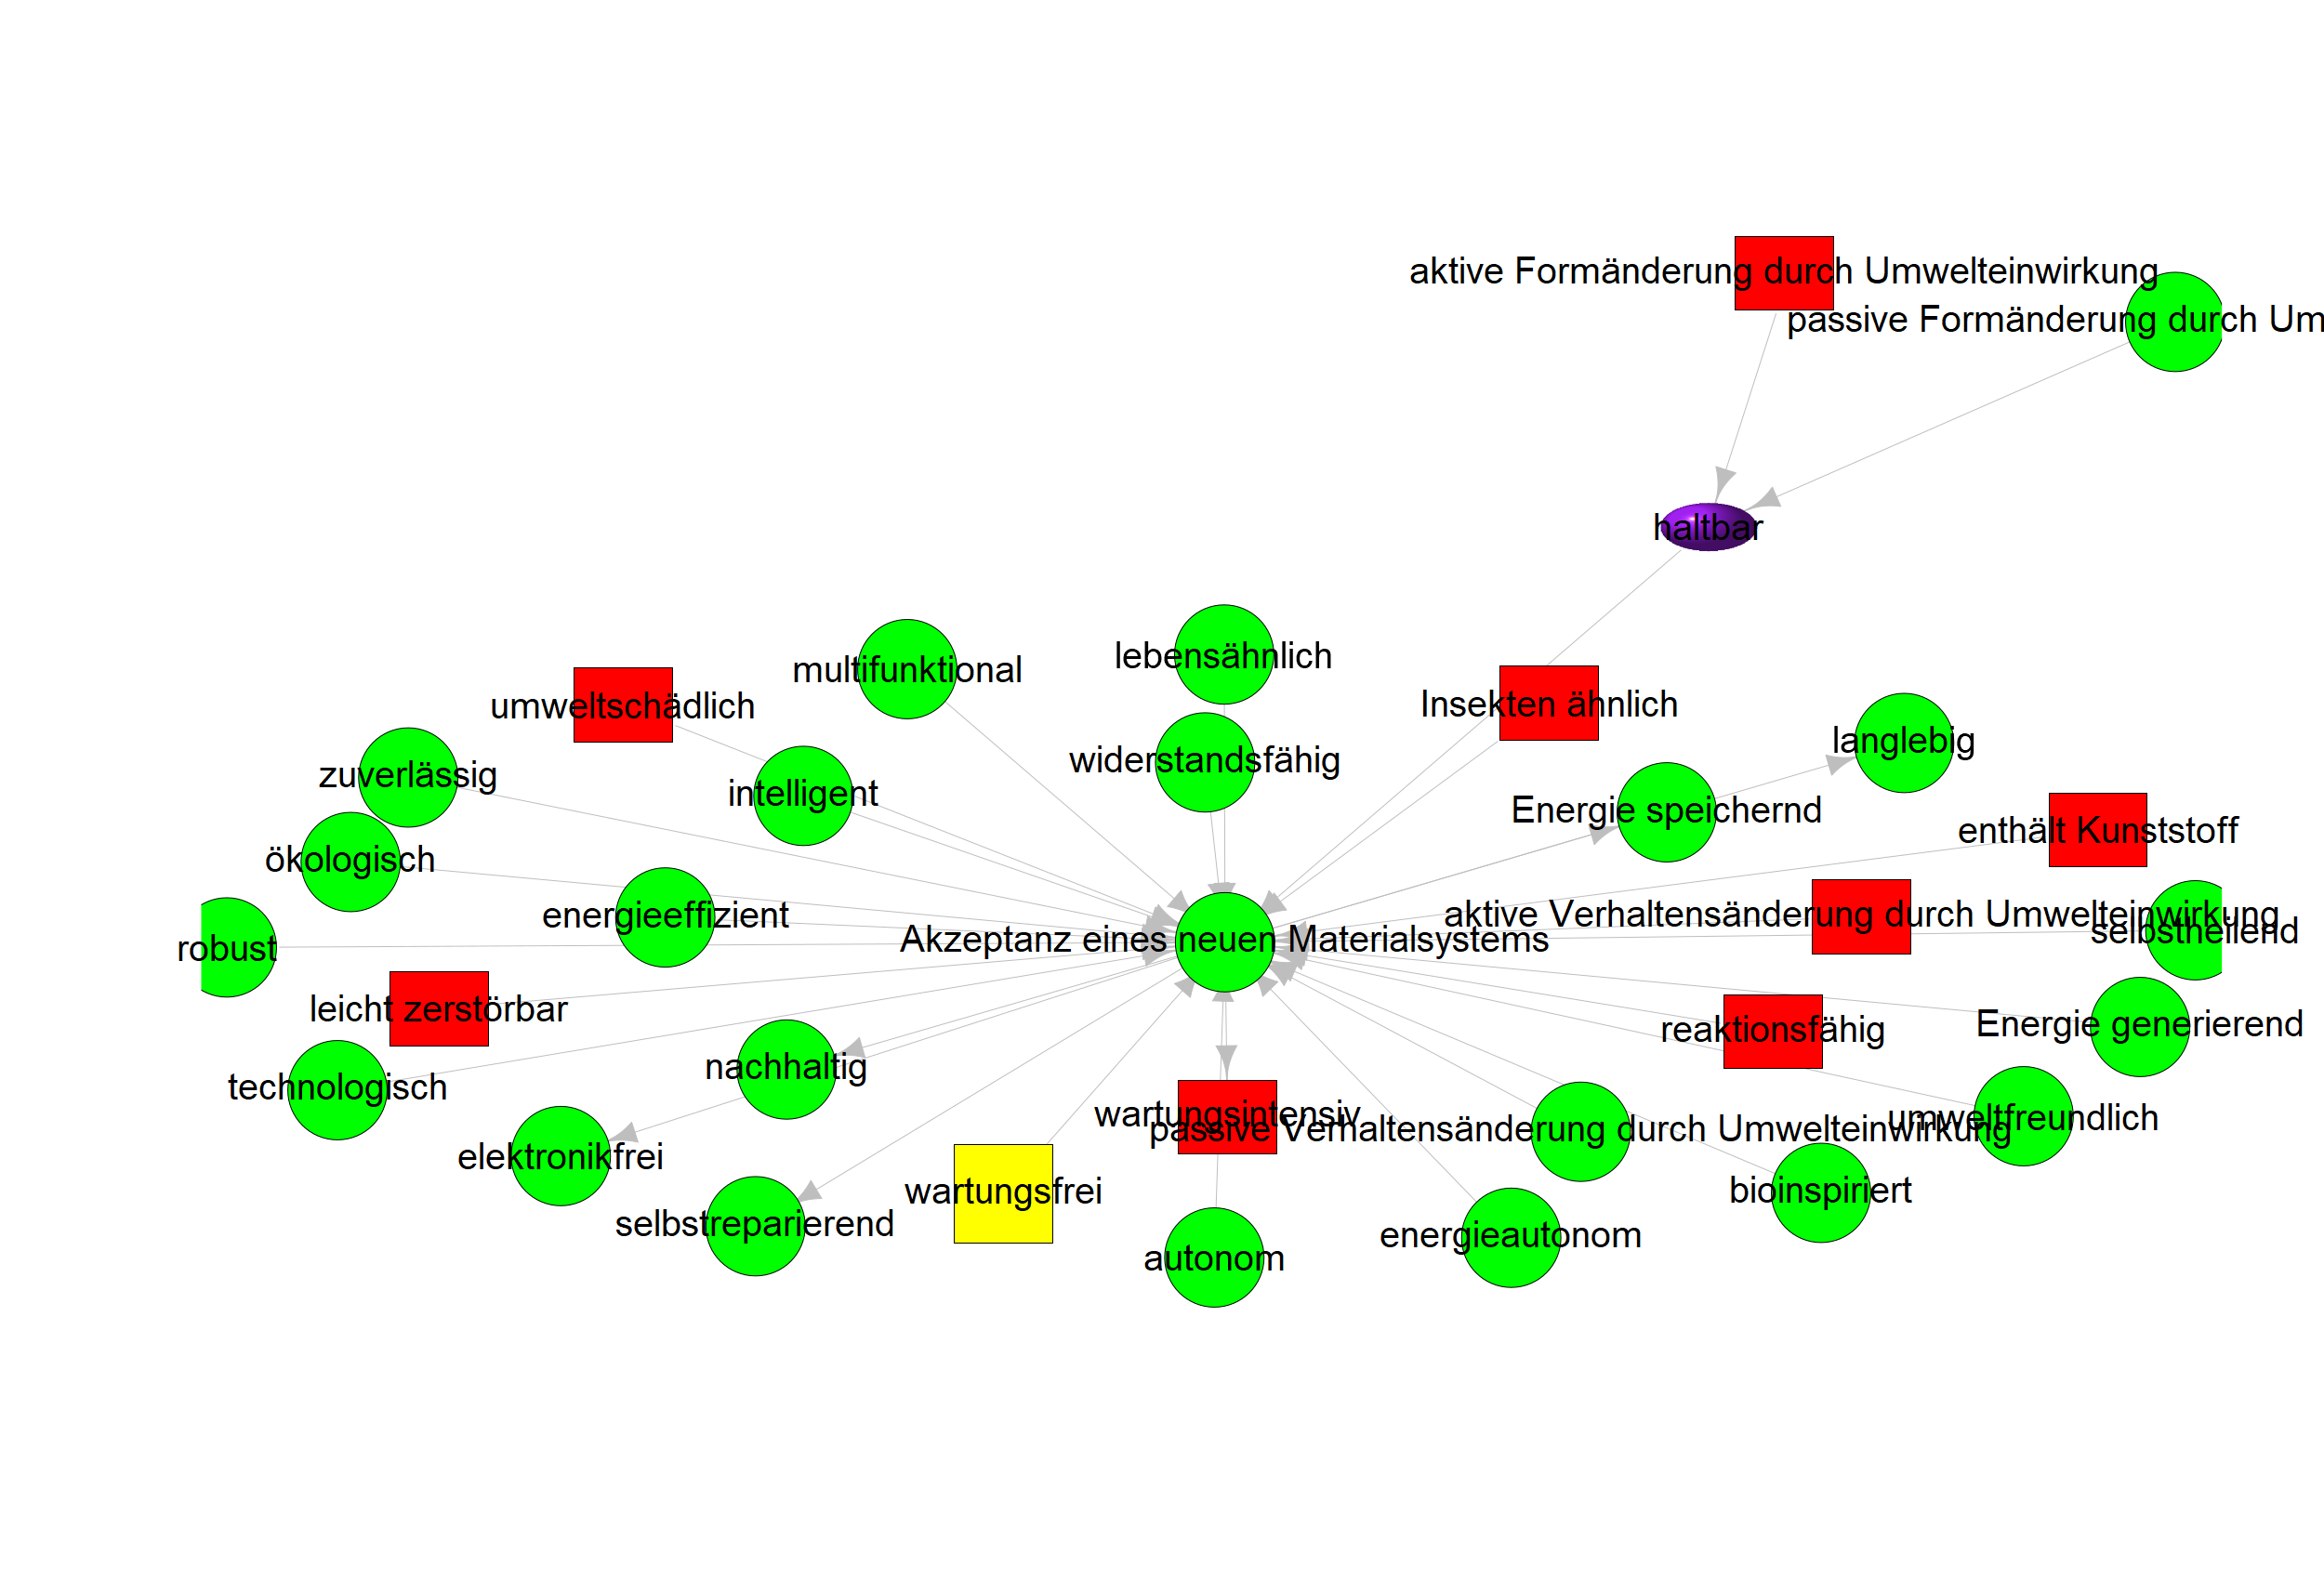 aktive Formänderung durch Umwelteinwirkung
passive Formänderung durch Um
haltbar
lebensähnlich
multifunktional
Insekten ähnlich
umweltschädlich
langlebig
widerstandsfähig
zuverlässig
intelligent
Energie speichernd
enthält Kunststoff
ökologisch
energieeffizient
aktive Verhaltensänderung durch Umwelteinwirkung
selbstheilend
Akzeptanz eines neuen Materialsystems
robust
leicht zerstörbar
Energie generierend
reaktionsfähig
nachhaltig
technologisch
wartungsintensiv
umweltfreundlich
passive Verhaltensänderung durch Umwelteinwirkung
elektronikfrei
wartungsfrei
bioinspiriert
selbstreparierend
energieautonom
autonom